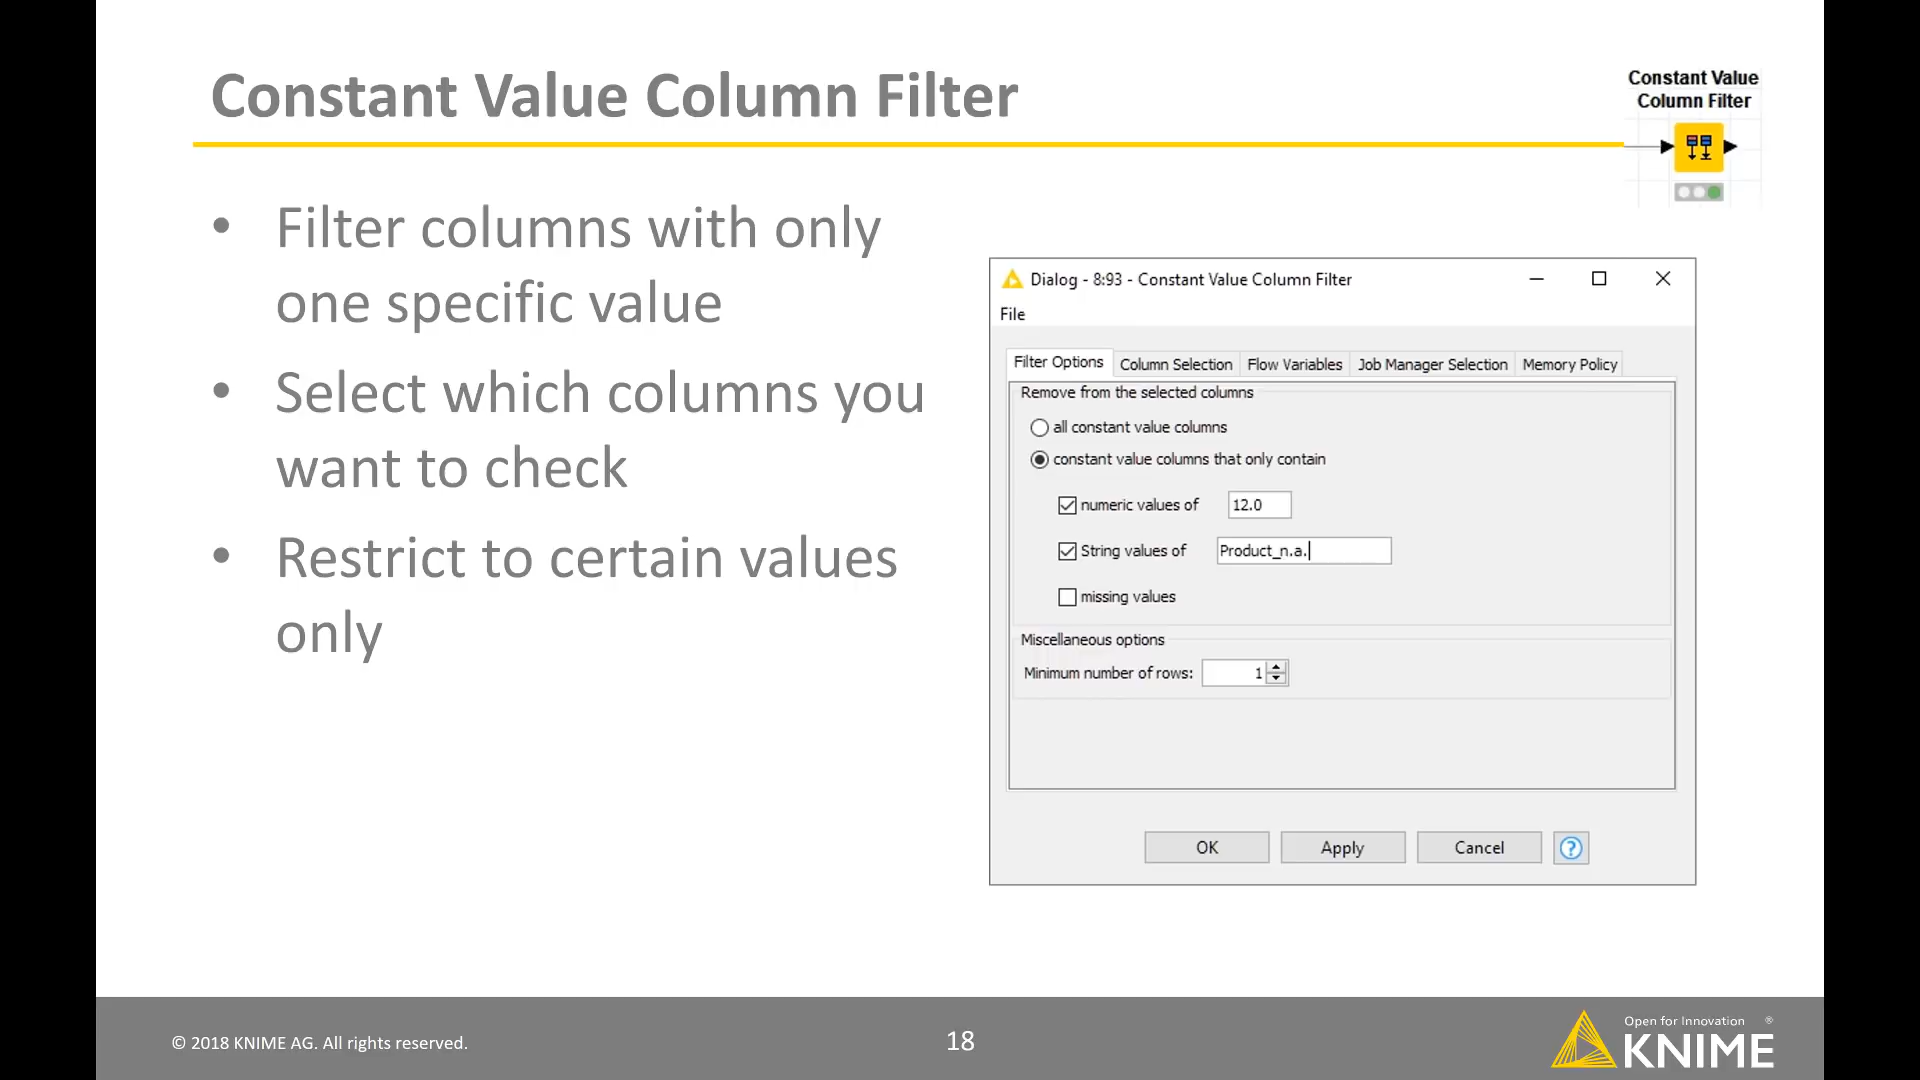 Constant Value Column Filter
Constant Value
Column Filter
• Filter columns with only
one specific value
• Select which columns you
want to check
• Restrict to certain values
only
Dialog - 8:93 - Constant Value Column Filter
File
Filter Options Column Selection Flow Variables Job Manager Selection Memory Policy
Remove from the selected columns
all constant value columns
constant value columns that only contain
numeric values of 12.0
String values of Product_n.a.
missing values
Miscellaneous options
Minimum number of rows: 1
OK Apply Cancel ?
© 2018 KNIME AG. All rights reserved.
18
Open for Innovation ®
KNIME